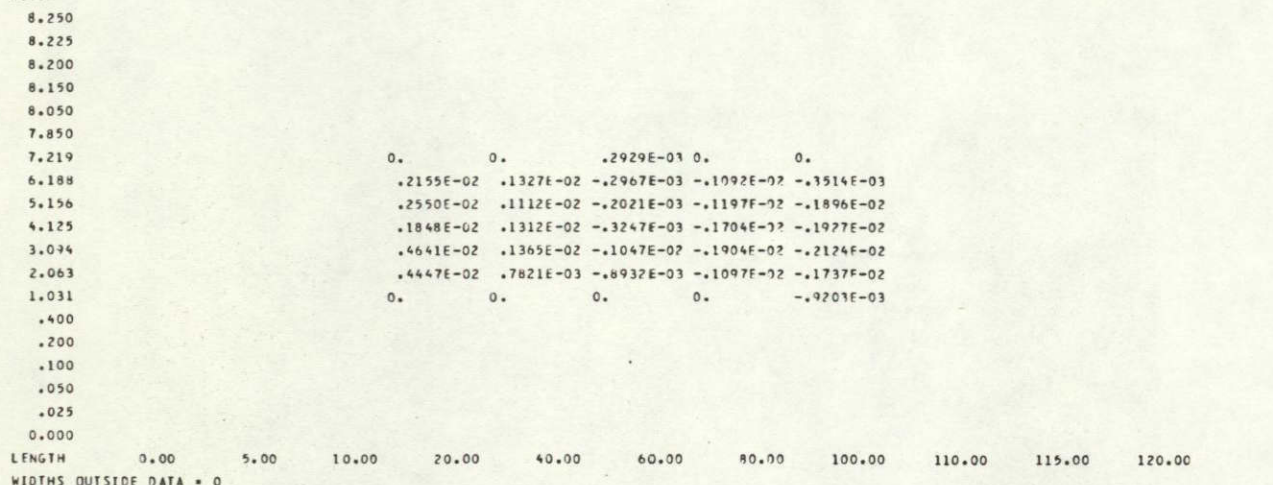 8.250
8.225
8.200
8.150
8.050
7.850
7.219 0. 0. .2929E-03 0. 0.
6.188 .2155E-02 .1327E-02 -.2967E-03 -.1092E-02 -.3514E-03
5.156 .2550E-02 .1112E-02 -.2021E-03 -.1197E-02 -.1896E-02
4.125 .1848E-02 .1312E-02 -.3247E-03 -.1704E-02 -.1927E-02
3.094 .4641E-02 .1365E-02 -.1047E-02 -.1904E-02 -.2124E-02
2.063 .4447E-02 .7821E-03 -.8932E-03 -.1097E-02 -.1737E-02
1.031 0. 0. 0. 0. -.9203E-03
.400
.200
.100
.050
.025
0.000
LENGTH 0.00 5.00 10.00 20.00 40.00 60.00 80.00 100.00 110.00 115.00 120.00
WIDTHS OUTSIDE DATA = 0